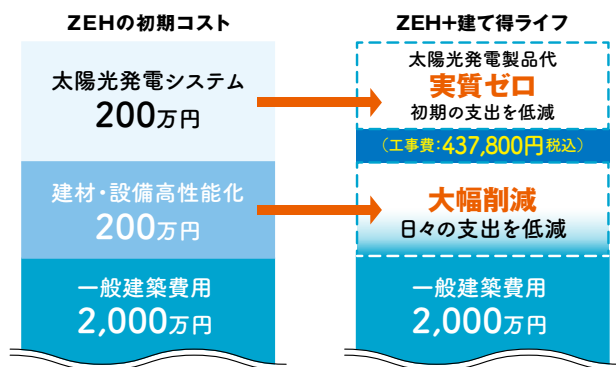 ZEHの初期コスト
太陽光発電システム
200万円
建材・設備高性能化
200万円
一般建築費用
2,000万円
ZEH+建て得ライフ
太陽光発電製品代
実質ゼロ
初期の支出を低減
(工事費:437,800円税込)
大幅削減
日々の支出を低減
一般建築費用
2,000万円